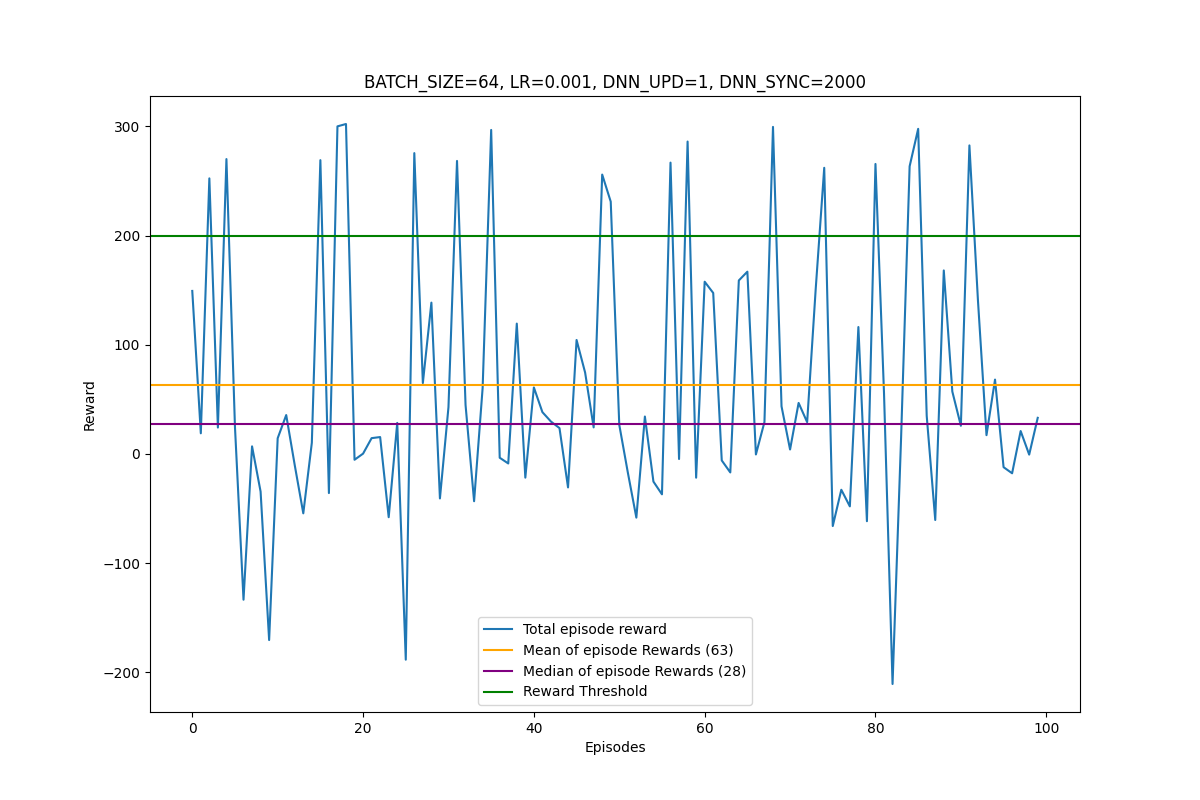 BATCH_SIZE=64, LR=0.001, DNN_UPD=1, DNN_SYNC=2000
300
200
100
0
−100
−200
Reward
Total episode reward
Mean of episode Rewards (63)
Median of episode Rewards (28)
Reward Threshold
0 20 40 60 80 100
Episodes